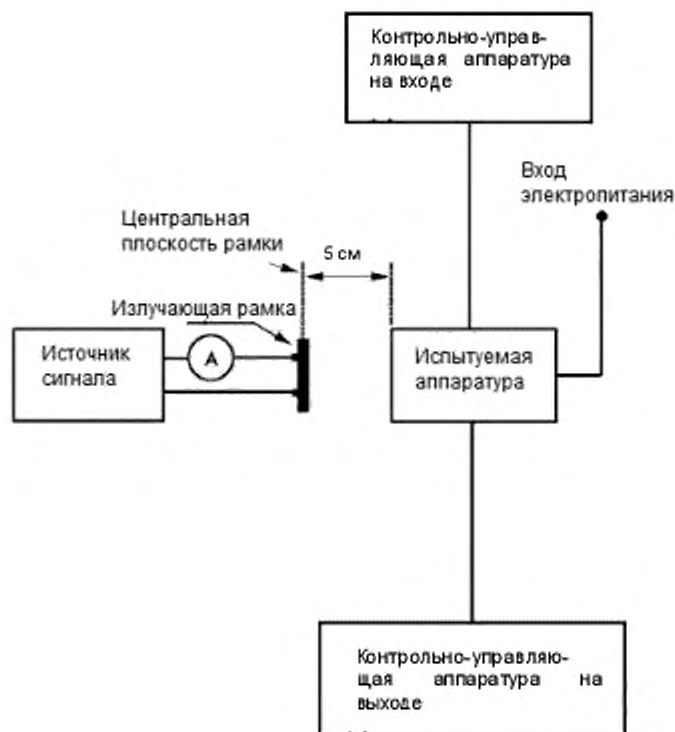 Контрольно-управ-
ляющая аппаратура
на входе
Вход
электропитания
Центральная
плоскость рамки
5 см
Излучающая рамка
Источник
сигнала
А
Испытуемая
аппаратура
Контрольно-управляю-
щая аппаратура на
выходе